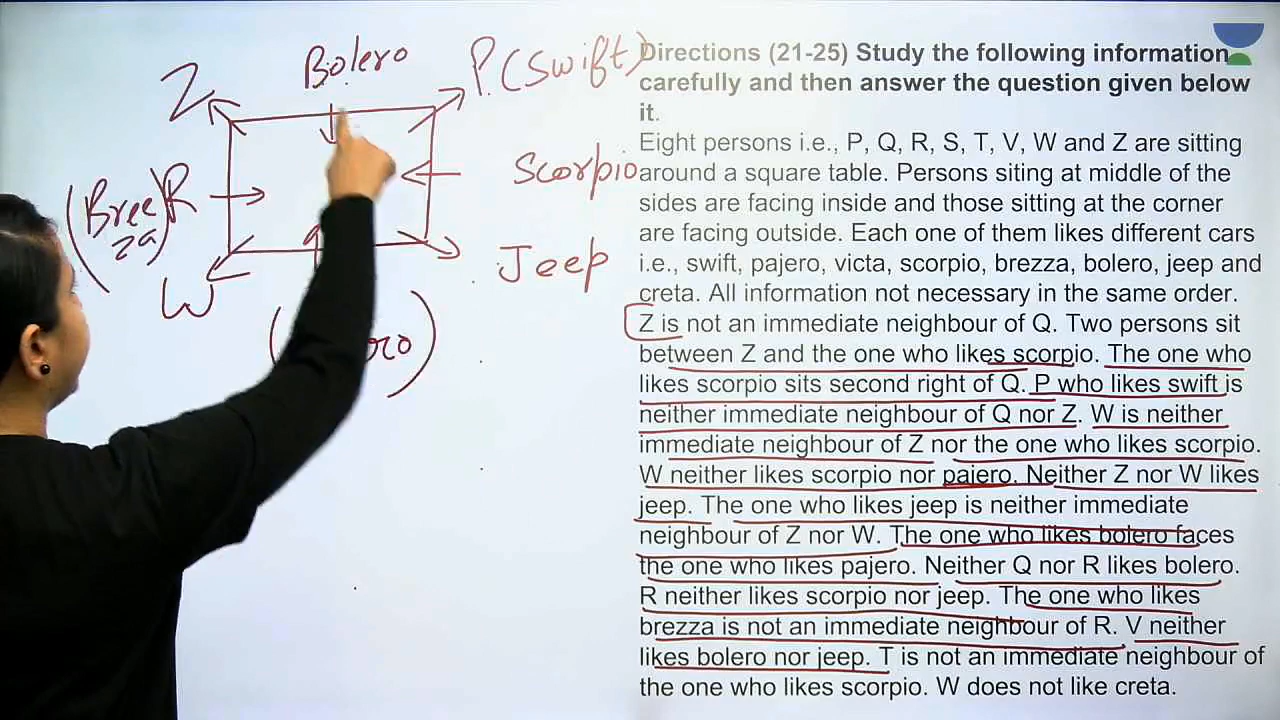 Bolero
P(Swift)
Z
(Breezza) R
Scorpio
W
Jeep
Directions (21-25) Study the following information
carefully and then answer the question given below
it.
Eight persons i.e., P, Q, R, S, T, V, W and Z are sitting
around a square table. Persons siting at middle of the
sides are facing inside and those sitting at the corner
are facing outside. Each one of them likes different cars
i.e., swift, pajero, victa, scorpio, brezza, bolero, jeep and
creta. All information not necessary in the same order.
Z is not an immediate neighbour of Q. Two persons sit
between Z and the one who likes scorpio. The one who
likes scorpio sits second right of Q. P who likes swift is
neither immediate neighbour of Q nor Z. W is neither
immediate neighbour of Z nor the one who likes scorpio.
W neither likes scorpio nor pajero. Neither Z nor W likes
jeep. The one who likes jeep is neither immediate
neighbour of Z nor W. The one who likes bolero faces
the one who likes pajero. Neither Q nor R likes bolero.
R neither likes scorpio nor jeep. The one who likes
brezza is not an immediate neighbour of R. V neither
likes bolero nor jeep. T is not an immediate neighbour of
the one who likes scorpio. W does not like creta.